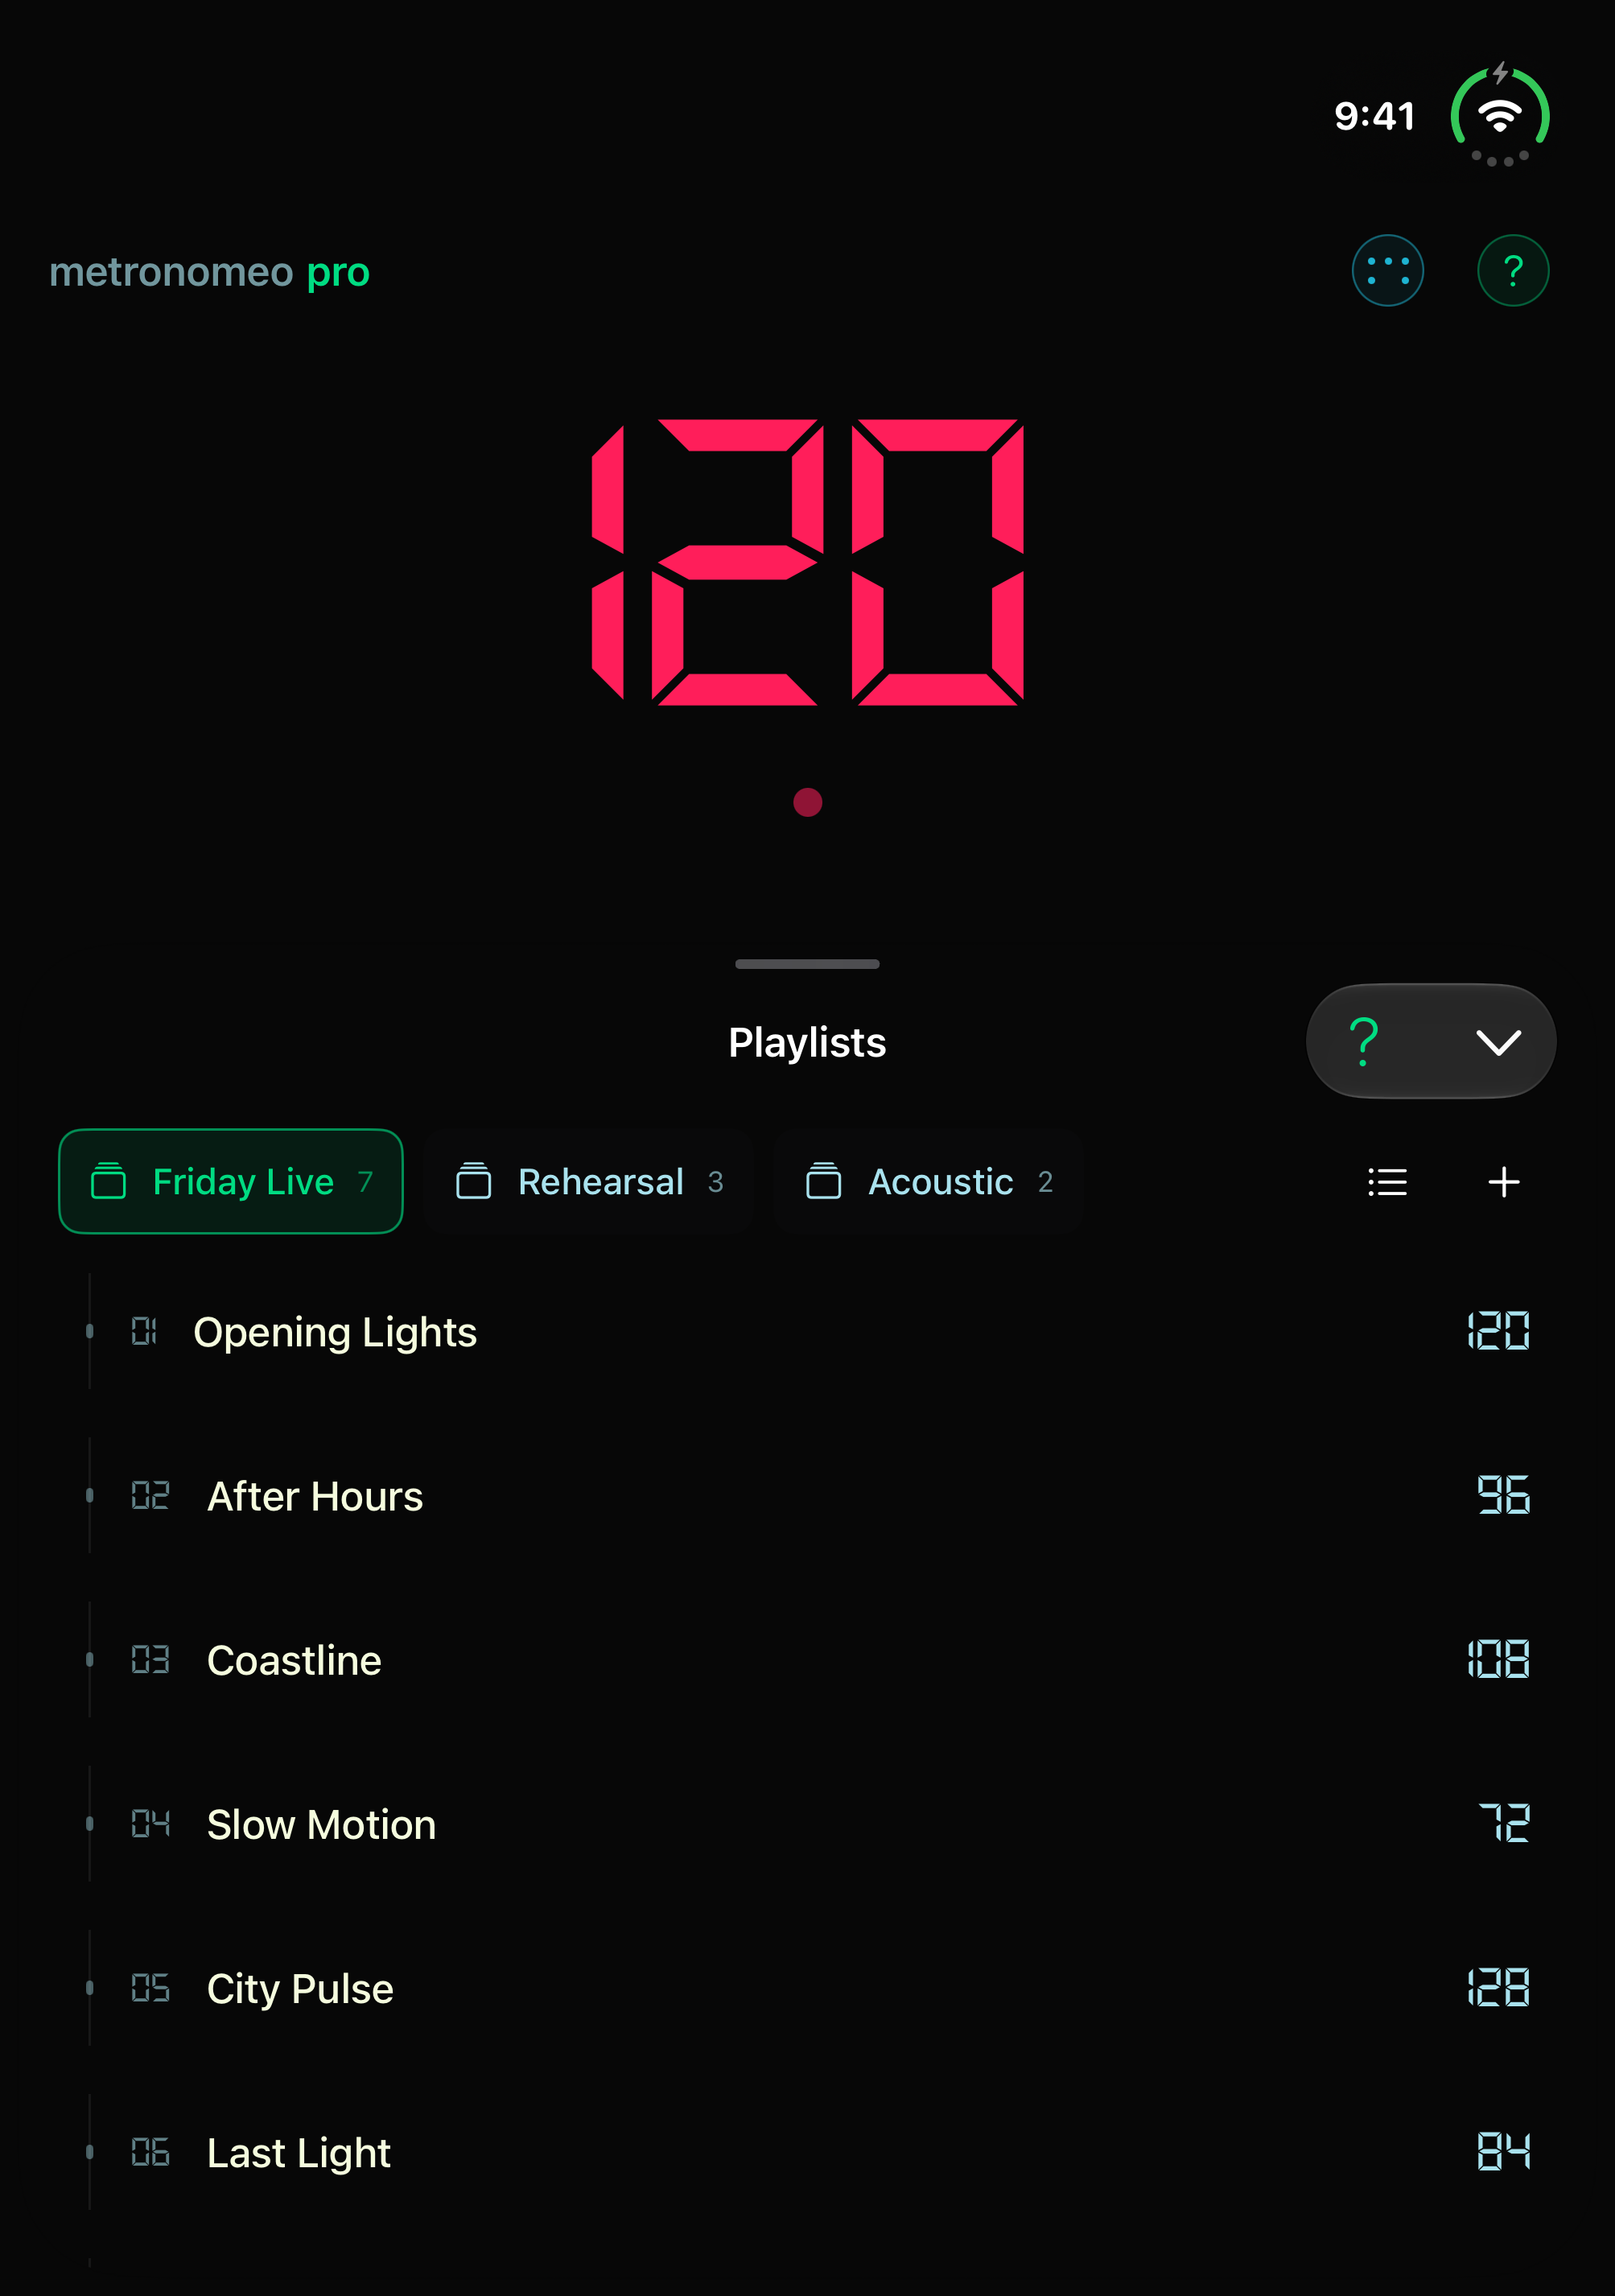 9:41
metronomeo pro
?
120
Playlists
?
Friday Live 7
Rehearsal 3
Acoustic 2
01 Opening Lights 120
02 After Hours 96
03 Coastline 108
04 Slow Motion 72
05 City Pulse 128
06 Last Light 84